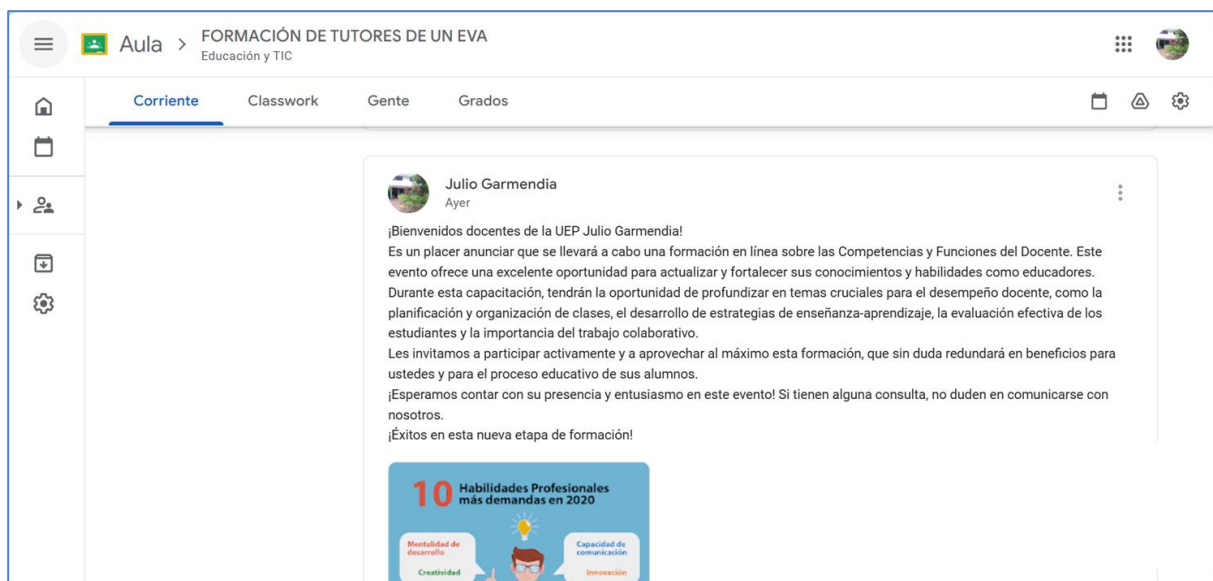 Aula > FORMACIÓN DE TUTORES DE UN EVA
Educación y TIC
Corriente Classwork Gente Grados
Julio Garmendia
Ayer
¡Bienvenidos docentes de la UEP Julio Garmendia!
Es un placer anunciar que se llevará a cabo una formación en línea sobre las Competencias y Funciones del Docente. Este
evento ofrece una excelente oportunidad para actualizar y fortalecer sus conocimientos y habilidades como educadores.
Durante esta capacitación, tendrán la oportunidad de profundizar en temas cruciales para el desempeño docente, como la
planificación y organización de clases, el desarrollo de estrategias de enseñanza-aprendizaje, la evaluación efectiva de los
estudiantes y la importancia del trabajo colaborativo.
Les invitamos a participar activamente y a aprovechar al máximo esta formación, que sin duda redundará en beneficios para
ustedes y para el proceso educativo de sus alumnos.
¡Esperamos contar con su presencia y entusiasmo en este evento! Si tienen alguna consulta, no duden en comunicarse con
nosotros.
¡Éxitos en esta nueva etapa de formación!
10 Habilidades Profesionales
más demandas en 2020
Mentalidad de
desarrollo
Creatividad
Capacidad de
comunicación
Innovación